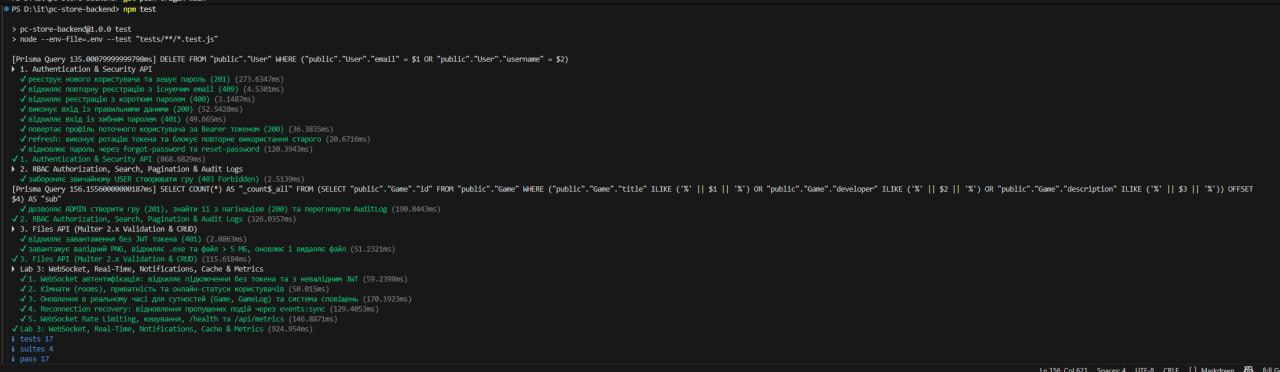 PS D:\it\pc-store-backend> npm test
> pc-store-backend@1.0.0 test
> node --env-file=.env --test "tests/**/*.test.js"
[Prisma Query 135.00079999999798ms] DELETE FROM "public"."User" WHERE ("public"."User"."email" = $1 OR "public"."User"."username" = $2)
▶ 1. Authentication & Security API
✓ реєструє нового користувача та хешує пароль (201) (273.6347ms)
✓ відхиляє повторну реєстрацію з існуючим email (409) (4.5301ms)
✓ відхиляє реєстрацію з коротким паролем (400) (3.1487ms)
✓ виконує вхід із правильними даними (200) (52.5428ms)
✓ відхиляє вхід із хибним паролем (401) (49.665ms)
✓ повертає профіль поточного користувача за Bearer токеном (200) (36.3835ms)
✓ refresh: виконує ротацію токена та блокує повторне використання старого (20.6716ms)
✓ відновлює пароль через forgot-password та reset-password (120.3943ms)
✓ 1. Authentication & Security API (868.6829ms)
▶ 2. RBAC Authorization, Search, Pagination & Audit Logs
✓ забороняє звичайному USER створювати гру (403 Forbidden) (2.5139ms)
[Prisma Query 156.15560000000187ms] SELECT COUNT(*) AS "_count$_all" FROM (SELECT "public"."Game"."id" FROM "public"."Game" WHERE ("public"."Game"."title" ILIKE ('%' || $1 || '%') OR "public"."Game"."developer" ILIKE ('%' || $2 || '%') OR "public"."Game"."description" ILIKE ('%' || $3 || '%')) OFFSET
$4) AS "sub"
✓ дозволяє ADMIN створити гру (201), знайти її з пагінацією (200) та переглянути AuditLog (190.8443ms)
✓ 2. RBAC Authorization, Search, Pagination & Audit Logs (326.0357ms)
▶ 3. Files API (Multer 2.x Validation & CRUD)
✓ відхиляє завантаження без JWT токена (401) (2.0863ms)
✓ завантажує валідний PNG, відхиляє .exe та файл > 5 МБ, оновлює і видаляє файл (51.2321ms)
✓ 3. Files API (Multer 2.x Validation & CRUD) (115.6184ms)
▶ Lab 3: WebSocket, Real-Time, Notifications, Cache & Metrics
✓ 1. WebSocket автентифікація: відхиляє підключення без токена та з невалідним JWT (59.2398ms)
✓ 2. Кімнати (rooms), приватність та онлайн-статуси користувачів (50.015ms)
✓ 3. Оновлення в реальному часі для сутностей (Game, GameLog) та система сповіщень (170.1923ms)
✓ 4. Reconnection recovery: відновлення пропущених подій через events:sync (129.4053ms)
✓ 5. WebSocket Rate Limiting, кешування, /health та /api/metrics (146.8871ms)
✓ Lab 3: WebSocket, Real-Time, Notifications, Cache & Metrics (924.954ms)
ℹ tests 17
ℹ suites 4
ℹ pass 17
Ln 156, Col 621 Spaces: 4 UTF-8 CRLF {} Markdown